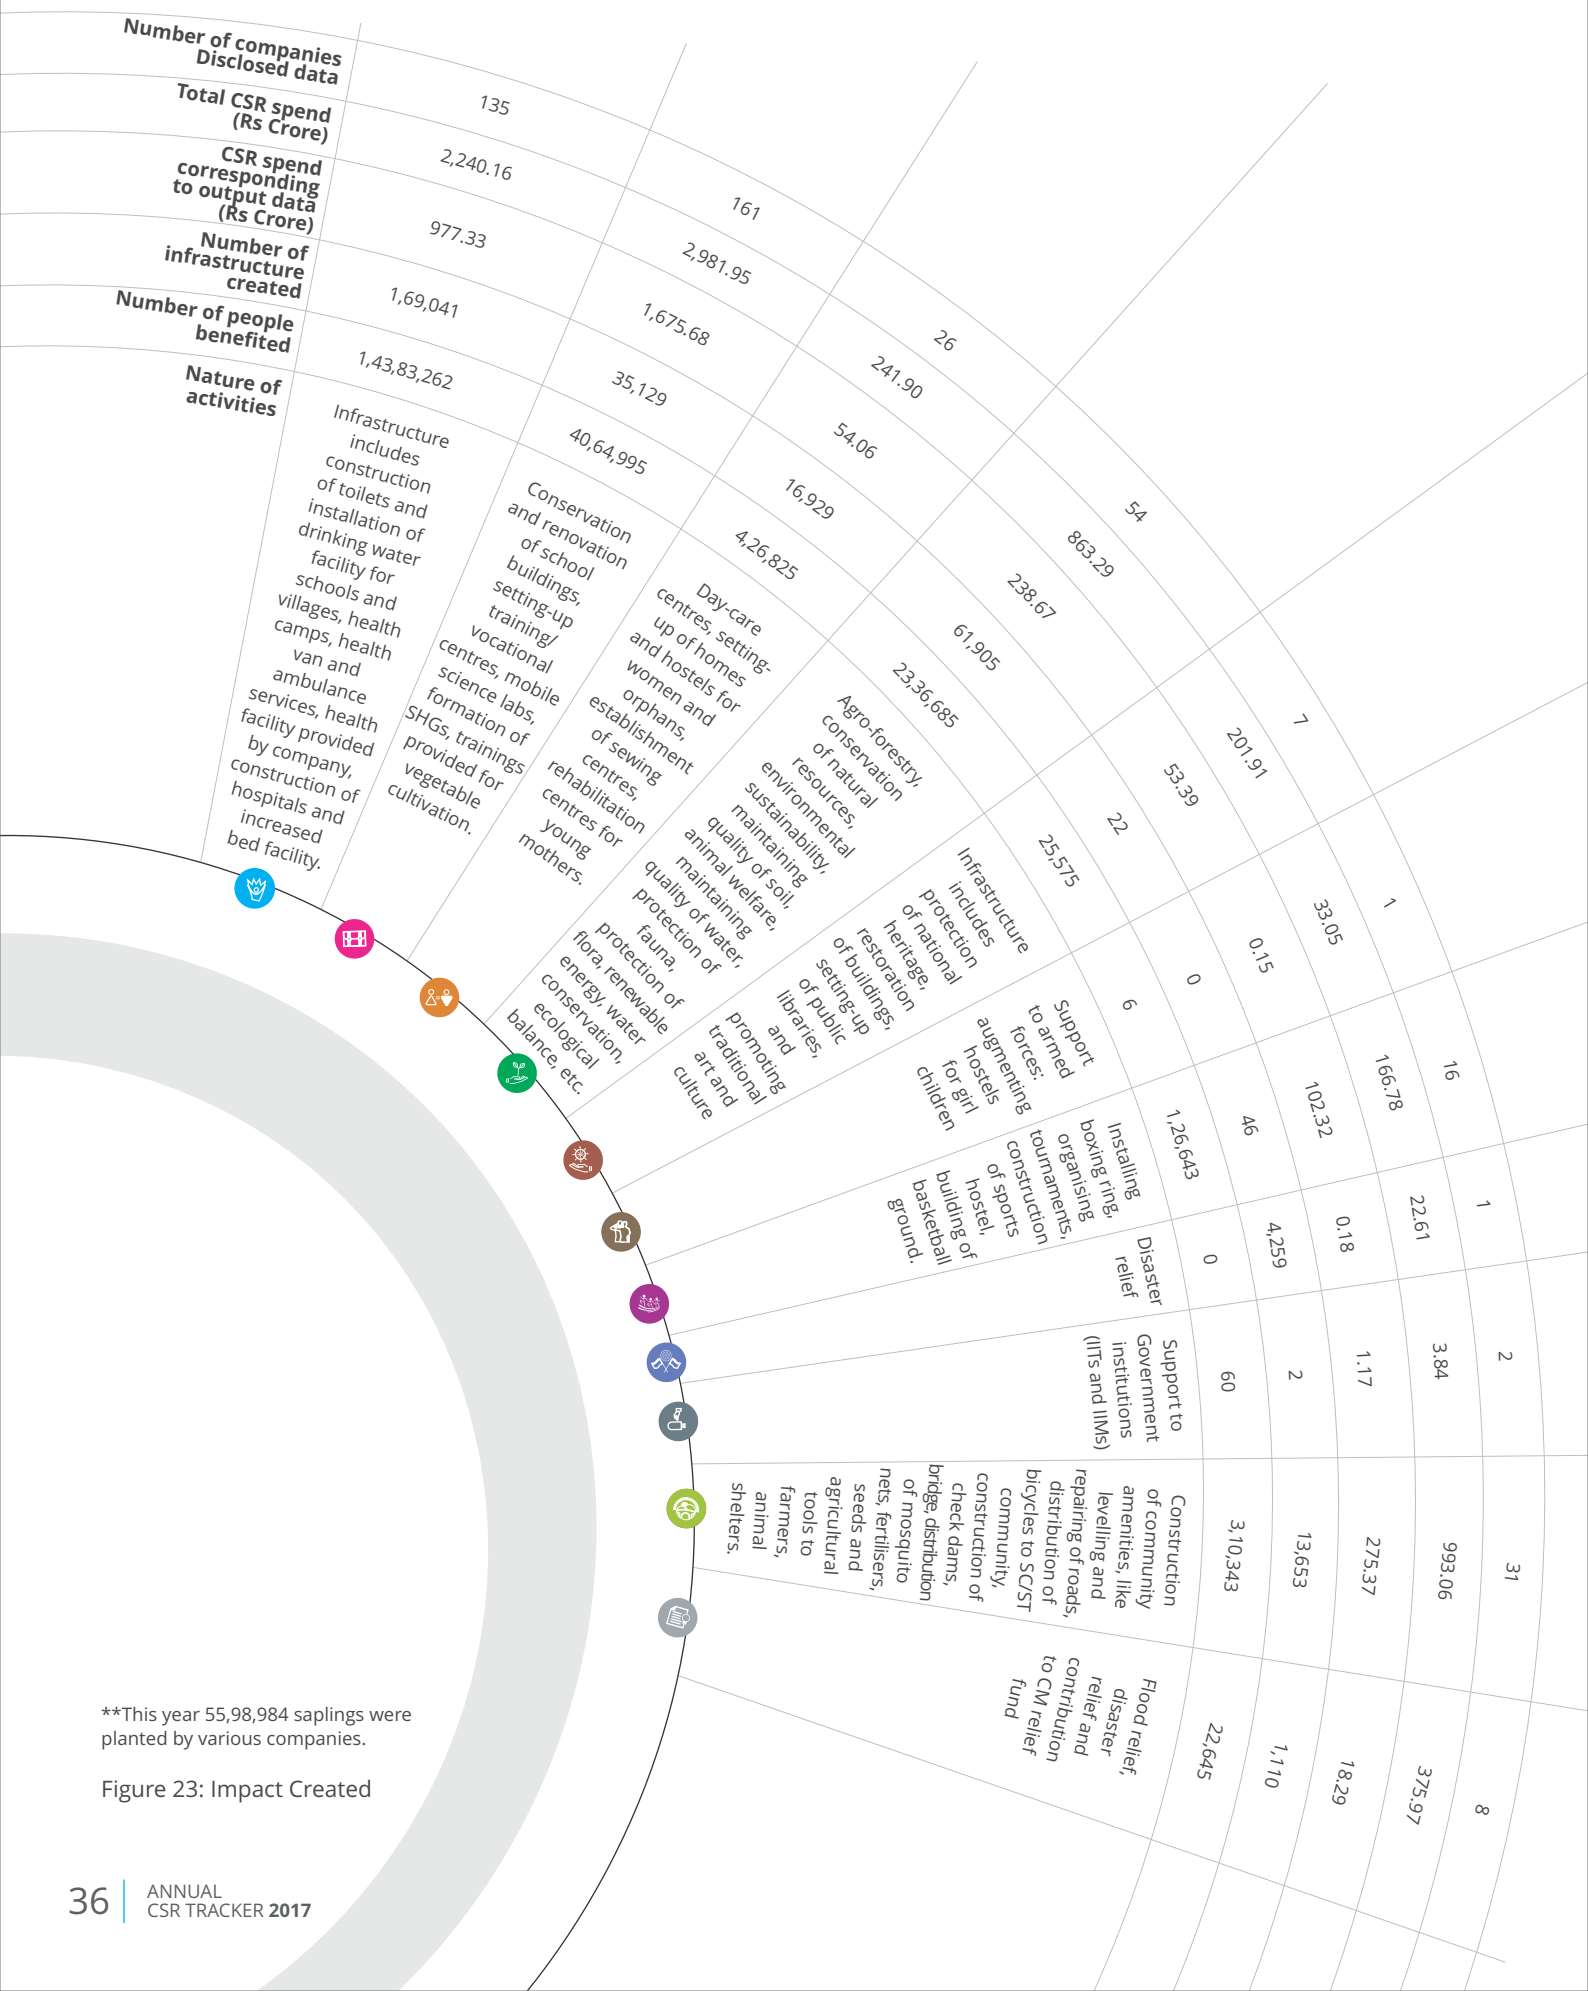 Number of companies
Disclosed data
Total CSR spend
(Rs Crore)
CSR spend
corresponding
to output data
(Rs Crore)
Number of
infrastructure
created
Number of people
benefited
Nature of
activities
135
2,240.16
977.33
1,69,041
1,43,83,262
Infrastructure
includes
construction
of toilets and
installation of
drinking water
facility for
schools and
villages, health
camps, health
van and
ambulance
services, health
facility provided
by company,
construction of
hospitals and
increased
bed facility.
161
2,981.95
1,675.68
35,129
40,64,995
Conservation
and renovation
of school
buildings,
setting-up
training/
vocational
centres, mobile
science labs,
formation of
SHGs, trainings
provided for
vegetable
cultivation.
26
241.90
54.06
16,929
4,26,825
Day-care
centres, setting-
up of homes
and hostels for
women and
orphans,
establishment
of sewing
centres,
rehabilitation
centres for
young
mothers.
54
863.29
238.67
61,905
23,36,685
Agro-forestry,
conservation
of natural
resources,
environmental
sustainability,
maintaining
quality of soil,
animal welfare,
maintaining
quality of water,
protection of
fauna,
protection of
flora, renewable
energy, water
conservation,
ecological
balance, etc.
7
201.91
53.39
22
25,575
Infrastructure
includes
protection
of national
heritage,
restoration
of buildings,
setting-up
of public
libraries,
and
promoting
traditional
art and
culture
1
33.05
0.15
0
6
Support
to armed
forces:
augmenting
hostels
for girl
children
16
166.78
102.32
46
1,26,643
Installing
boxing ring,
organising
tournaments,
construction
of sports
hostel,
building of
basketball
ground.
1
22.61
0.18
4,259
0
Disaster
relief
2
3.84
1.17
2
60
Support to
Government
institutions
(IITs and IIMs)
31
993.06
275.37
13,653
3,10,343
Construction
of community
amenities, like
levelling and
repairing of roads,
distribution of
bicycles to SC/ST
community,
construction of
check dams,
bridge, distribution
of mosquito
nets, fertilisers,
seeds and
agricultural
tools to
farmers,
animal
shelters.
8
375.97
18.29
1,110
22,645
Flood relief,
disaster
relief and
contribution
to CM relief
fund
**This year 55,98,984 saplings were
planted by various companies.
Figure 23: Impact Created
36
ANNUAL
CSR TRACKER 2017